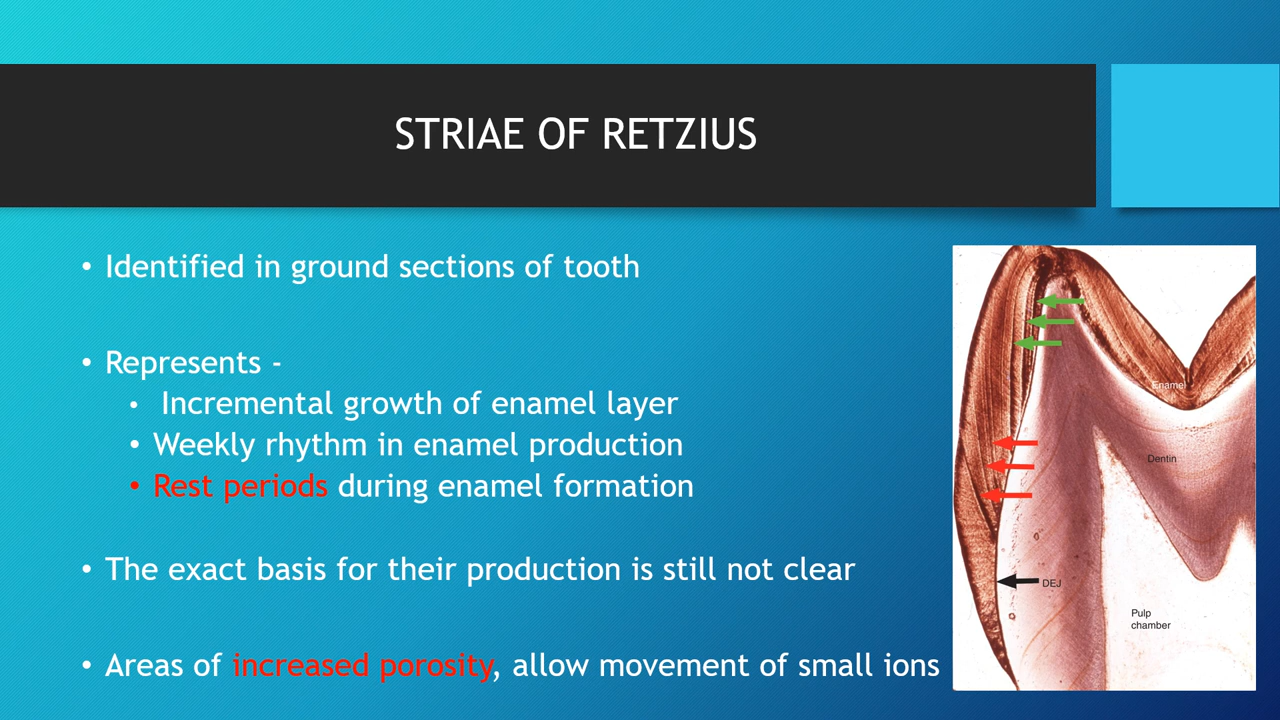 STRIAE OF RETZIUS
• Identified in ground sections of tooth
• Represents -
• Incremental growth of enamel layer
• Weekly rhythm in enamel production
• Rest periods during enamel formation
• The exact basis for their production is still not clear
• Areas of increased porosity, allow movement of small ions
Enamel
Dentin
DEJ
Pulp
chamber